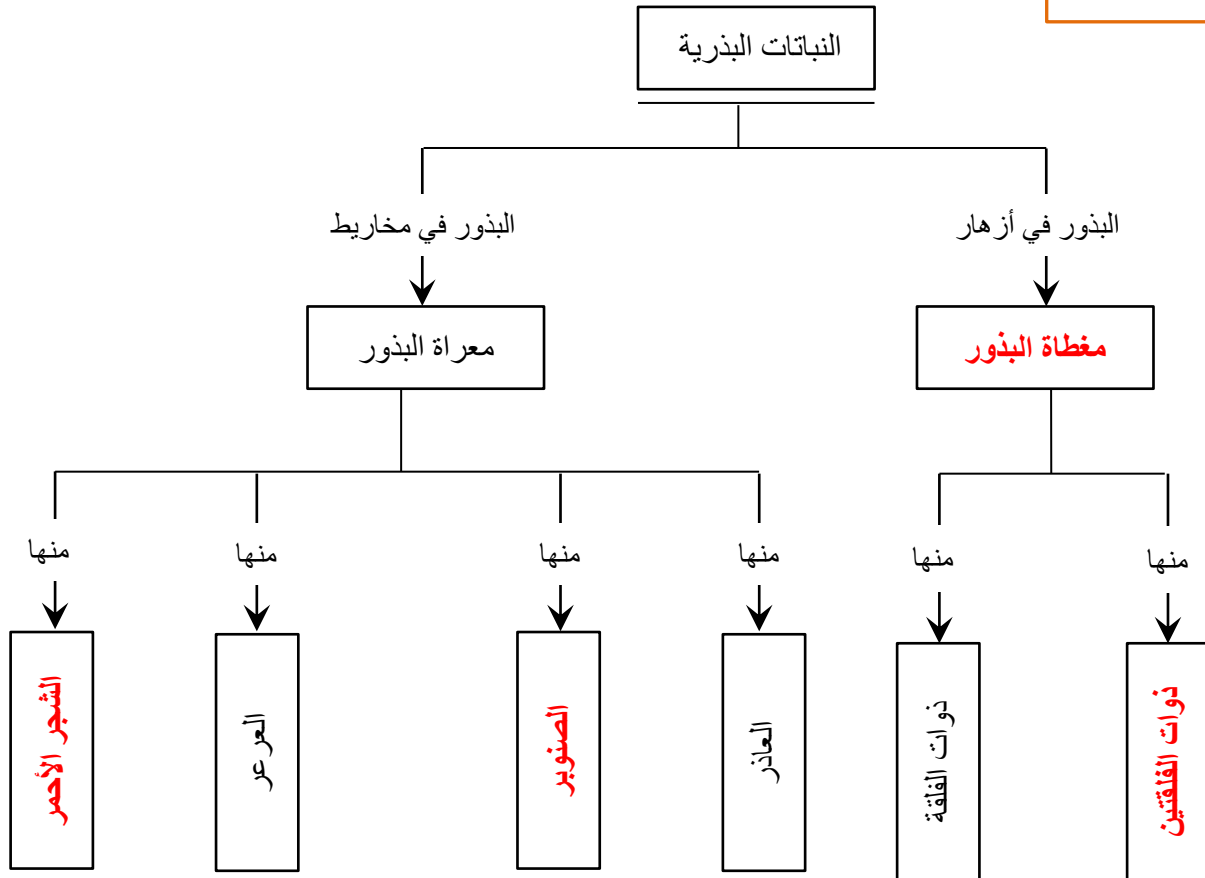 النباتات البذرية
البذور في أزهار
البذور في مخاريط
مغطاة البذور
معراة البذور
منها
منها
منها
منها
منها
منها
ذوات الفلقتين
ذوات الفلقة
العاذر
الصنوبر
العرعر
الشجر الأحمر